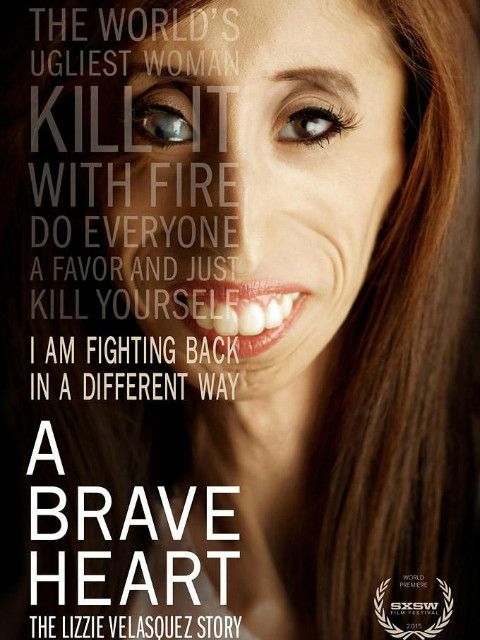 THE WORLD'S
UGLIEST WOMAN
KILL IT
WITH FIRE
DO EVERYONE
A FAVOR AND JUST
KILL YOURSELF
I AM FIGHTING BACK
IN A DIFFERENT WAY
A
BRAVE
HEART
THE LIZZIE VELASQUEZ STORY
WORLD
PREMIERE
SXSW
FILM FESTIVAL
2015